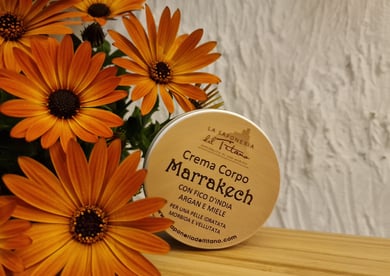 LA SAPONERIA
del Titano
Crema Corpo
Marrakech
CON FICO D'INDIA
ARGAN E MIELE
PER UNA PELLE IDRATATA
MORBIDA E VELLUTATA